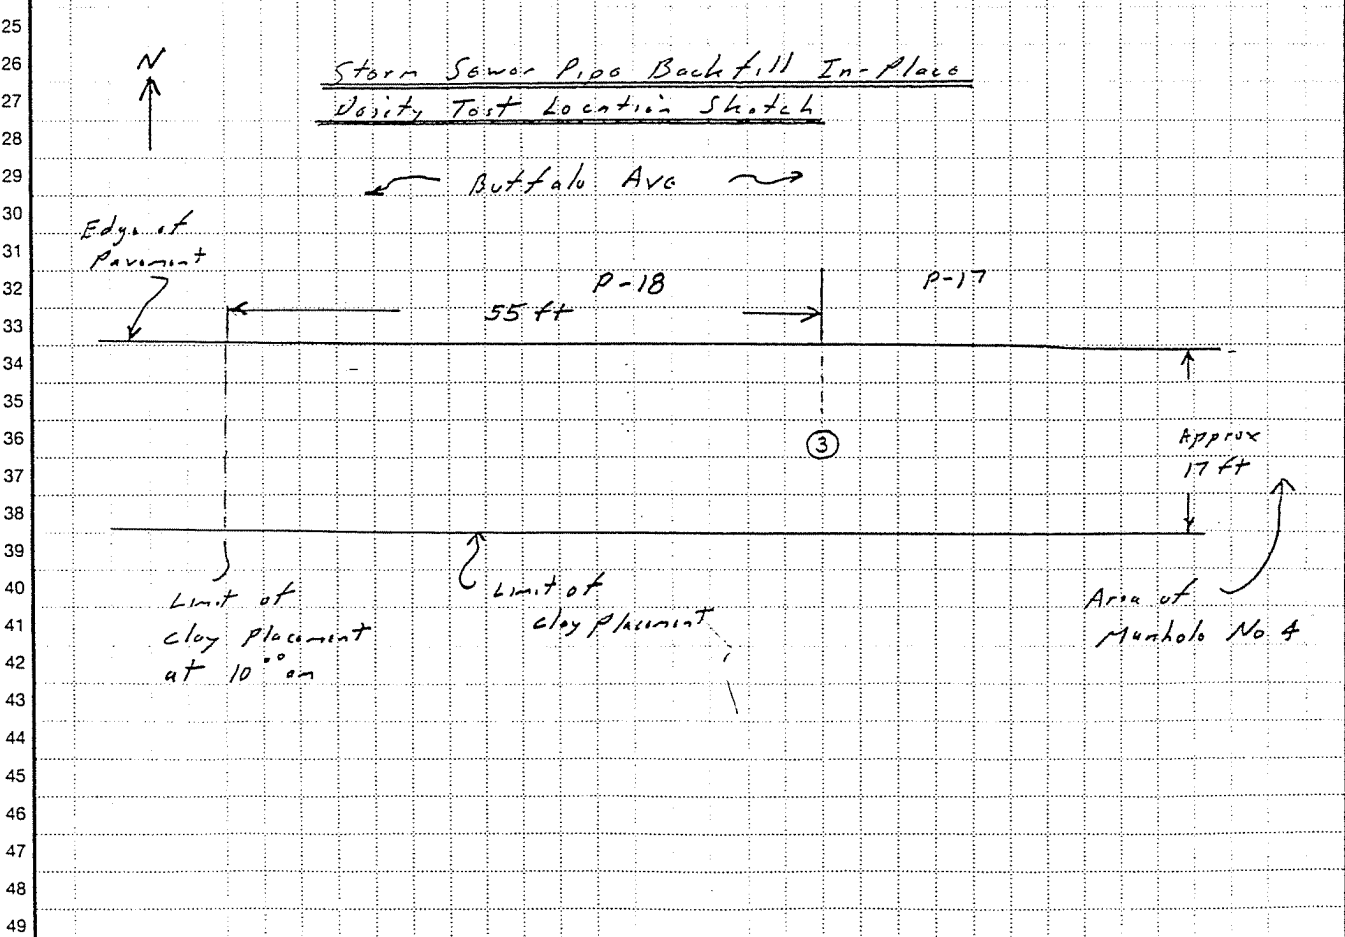 25
26
27
28
29
30
31
32
33
34
35
36
37
38
39
40
41
42
43
44
45
46
47
48
49
N
Storm Sewer Pipe Backfill In-Place
Dosity Test Location Sketch
Buffalo Ave
Edge of
Pavement
P-18
55 ft
P-17
3
Approx
17 ft
Limit of
clay Placement
at 10:00 am
Limit of
clay Placement
Area of
Manhole No 4